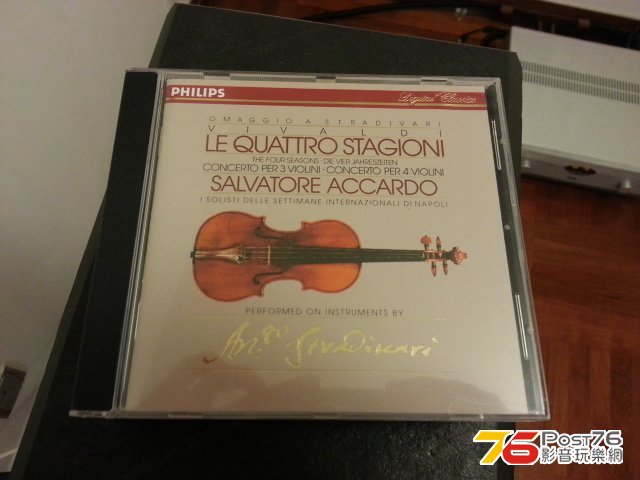 PHILIPS
Digital Classics
OMAGGIO A STRADIVARI
VIVALDI
LE QUATTRO STAGIONI
THE FOUR SEASONS · DIE VIER JAHRESZEITEN
CONCERTO PER 3 VIOLINI · CONCERTO PER 4 VIOLINI
SALVATORE ACCARDO
I SOLISTI DELLE SETTIMANE INTERNAZIONALI DI NAPOLI
PERFORMED ON INSTRUMENTS BY
Ant.º Stradivari
76 Post76
影音玩樂網